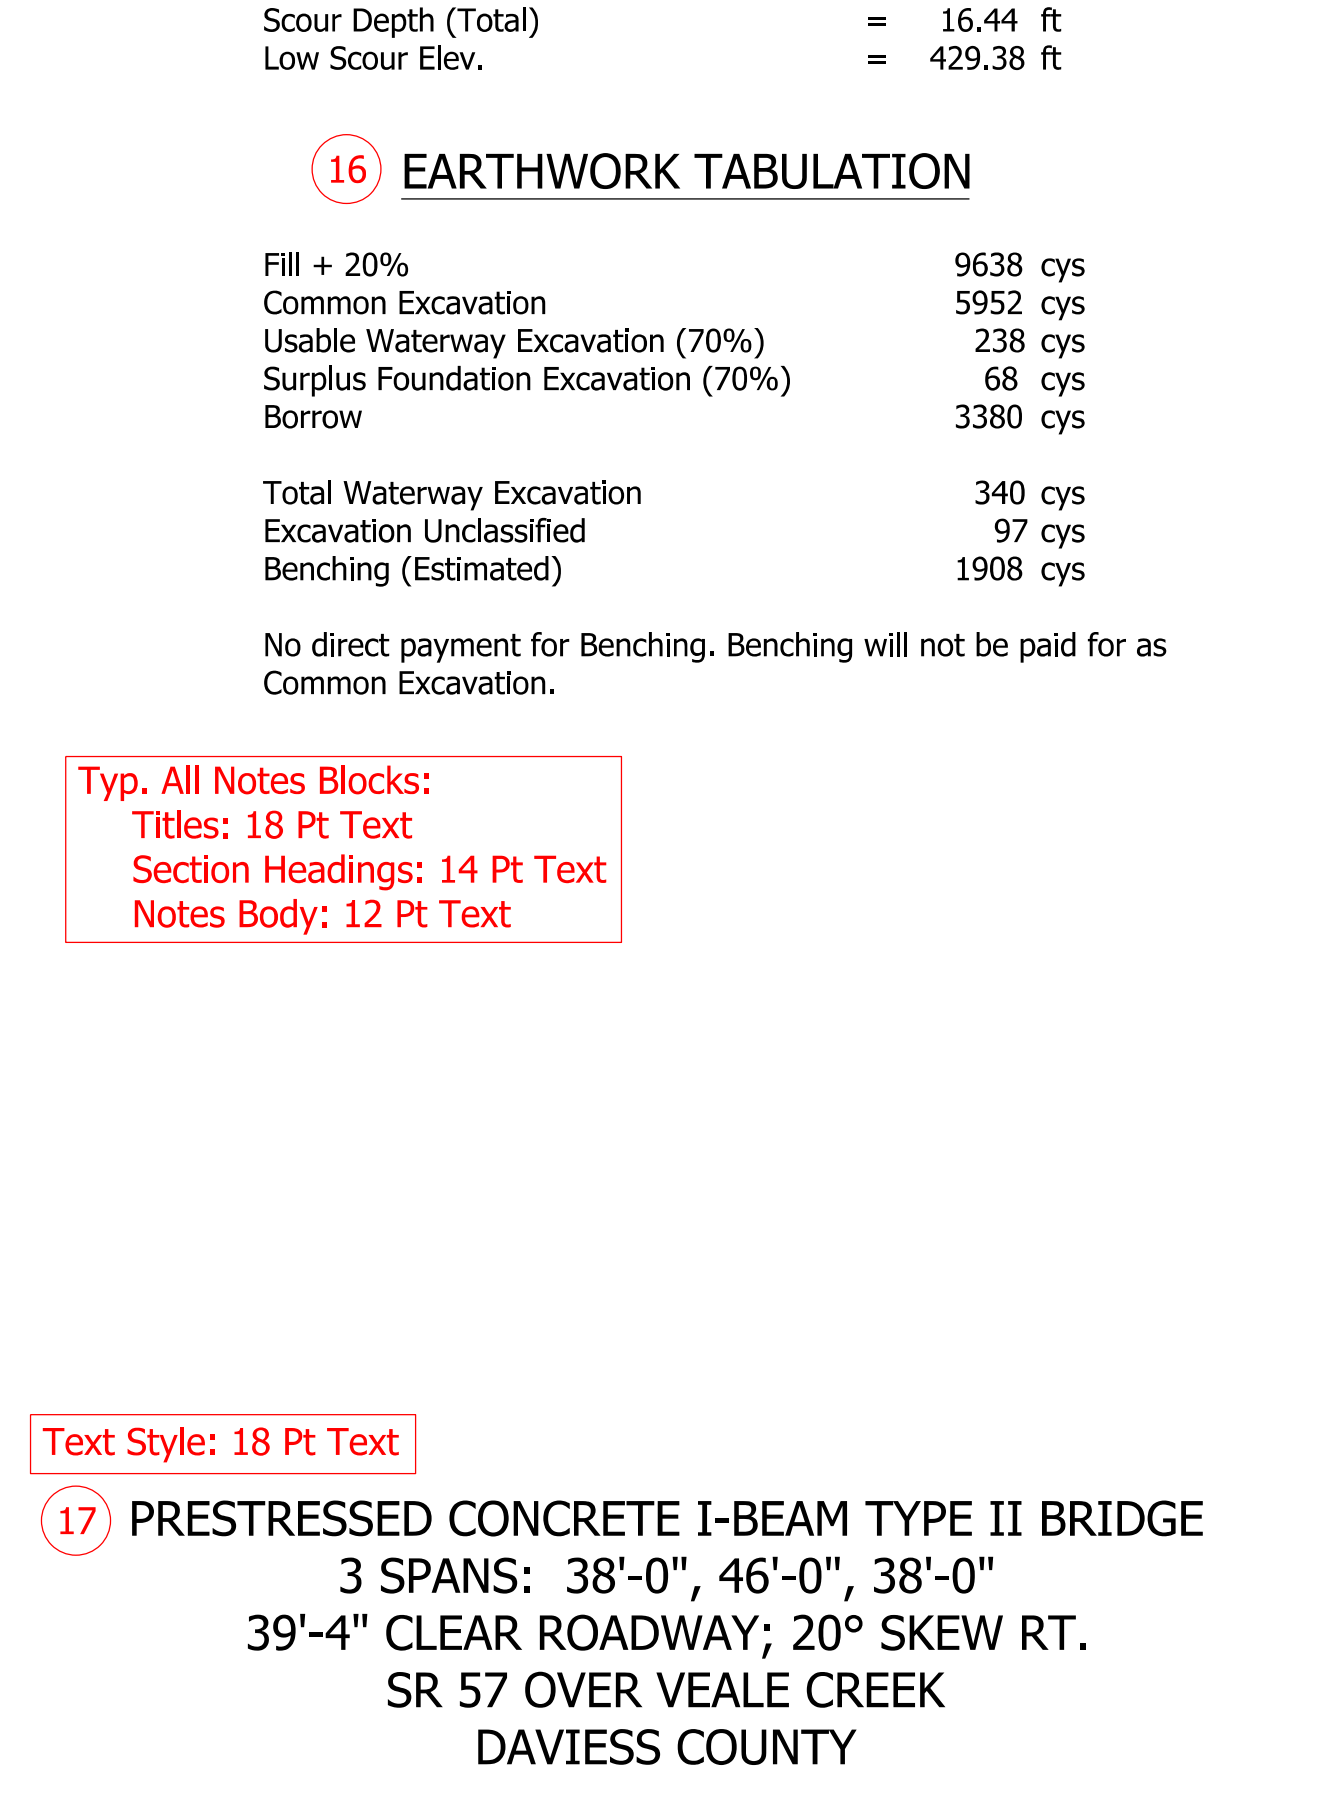 Scour Depth (Total) = 16.44 ft
Low Scour Elev. = 429.38 ft
16 EARTHWORK TABULATION
Fill + 20% 9638 cys
Common Excavation 5952 cys
Usable Waterway Excavation (70%) 238 cys
Surplus Foundation Excavation (70%) 68 cys
Borrow 3380 cys
Total Waterway Excavation 340 cys
Excavation Unclassified 97 cys
Benching (Estimated) 1908 cys
No direct payment for Benching. Benching will not be paid for as
Common Excavation.
Typ. All Notes Blocks:
Titles: 18 Pt Text
Section Headings: 14 Pt Text
Notes Body: 12 Pt Text
Text Style: 18 Pt Text
17 PRESTRESSED CONCRETE I-BEAM TYPE II BRIDGE
3 SPANS: 38'-0", 46'-0", 38'-0"
39'-4" CLEAR ROADWAY; 20° SKEW RT.
SR 57 OVER VEALE CREEK
DAVIESS COUNTY